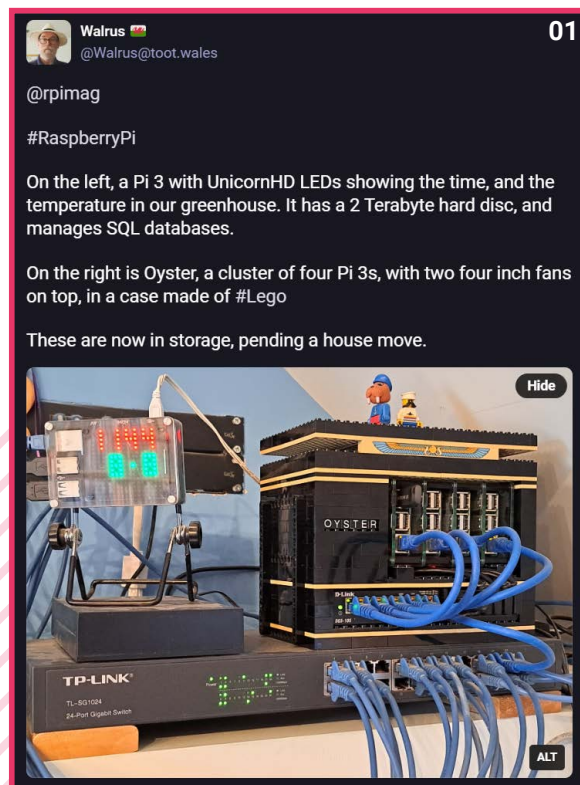 Walrus
01
@Walrus@toot.wales
@rpimag
#RaspberryPi
On the left, a Pi 3 with UnicornHD LEDs showing the time, and the
temperature in our greenhouse. It has a 2 Terabyte hard disc, and
manages SQL databases.
On the right is Oyster, a cluster of four Pi 3s, with two four inch fans
on top, in a case made of #Lego
These are now in storage, pending a house move.
Hide
OYSTER
D-Link
TP-LINK
TL-SG1024
24-Port Gigabit Switch
ALT